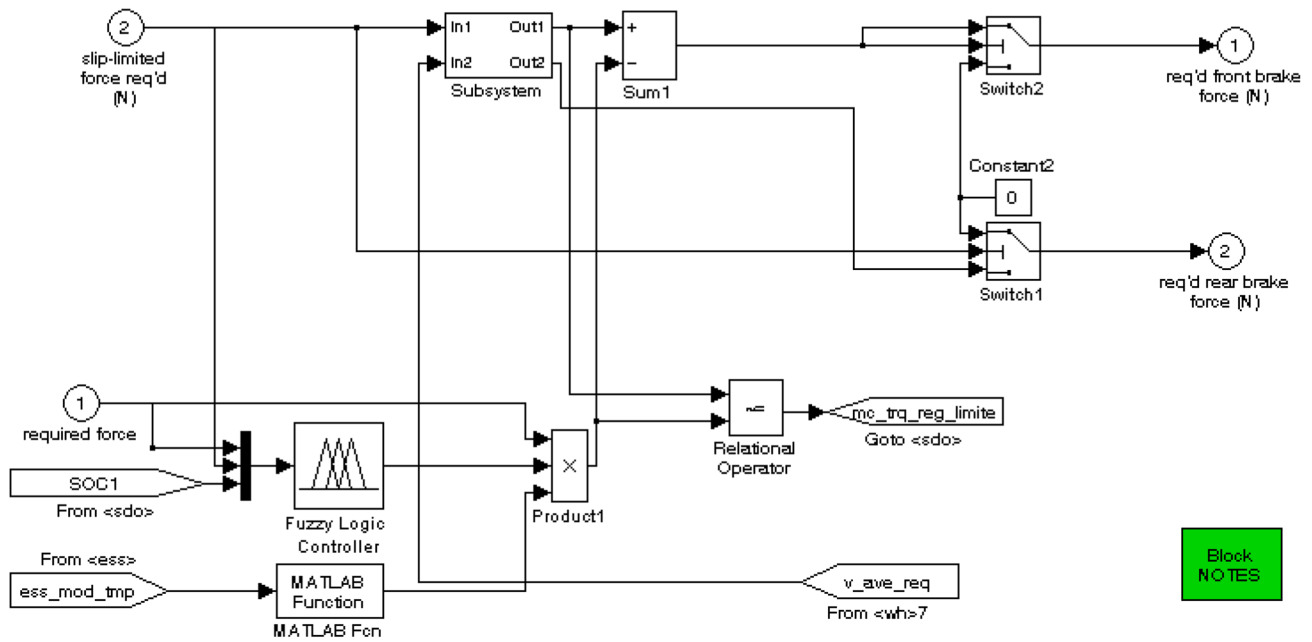 2
slip-limited
force req'd
(N)
In1 Out1
In2 Out2
Subsystem
+
−
Sum1
Switch2
1
req'd front brake
force (N)
Constant2
0
Switch1
2
req'd rear brake
force (N)
1
required force
SOC1
From <sdo>
Fuzzy Logic
Controller
×
Product1
~=
Relational
Operator
mc_trq_reg_limite
Goto <sdo>
From <ess>
ess_mod_tmp
MATLAB
Function
MATLAB Fcn
v_ave_req
From <wh>7
Block
NOTES